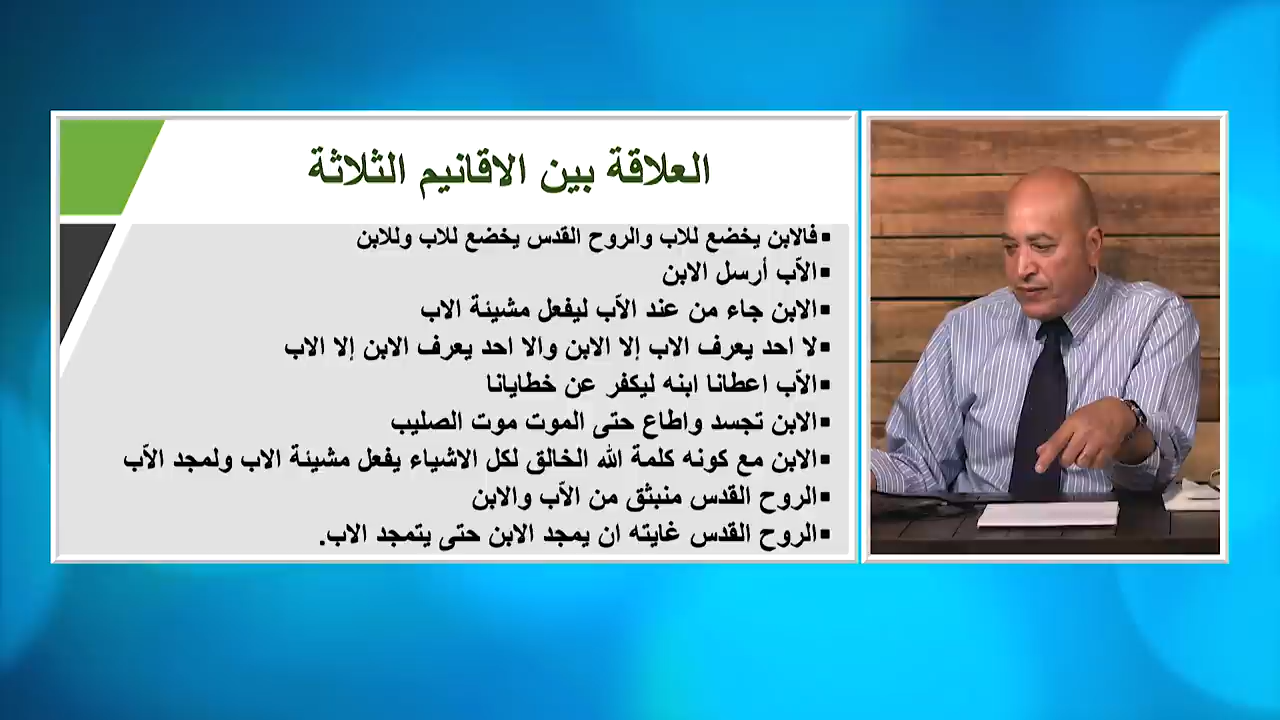 العلاقة بين الاقانيم الثلاثة
▪فالابن يخضع للاب والروح القدس يخضع للاب وللابن
▪الآب أرسل الابن
▪الابن جاء من عند الآب ليفعل مشيئة الاب
▪لا احد يعرف الاب إلا الابن والا احد يعرف الابن إلا الاب
▪الآب اعطانا ابنه ليكفر عن خطايانا
▪الابن تجسد واطاع حتى الموت موت الصليب
▪الابن مع كونه كلمة الله الخالق لكل الاشياء يفعل مشيئة الاب ولمجد الآب
▪الروح القدس منبثق من الآب والابن
▪الروح القدس غايته ان يمجد الابن حتى يتمجد الاب.